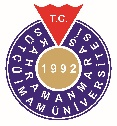 T.C.
KAHRAMANMARAŞ
SÜTÇÜ İMAM ÜNİVERSİTESİ
1992